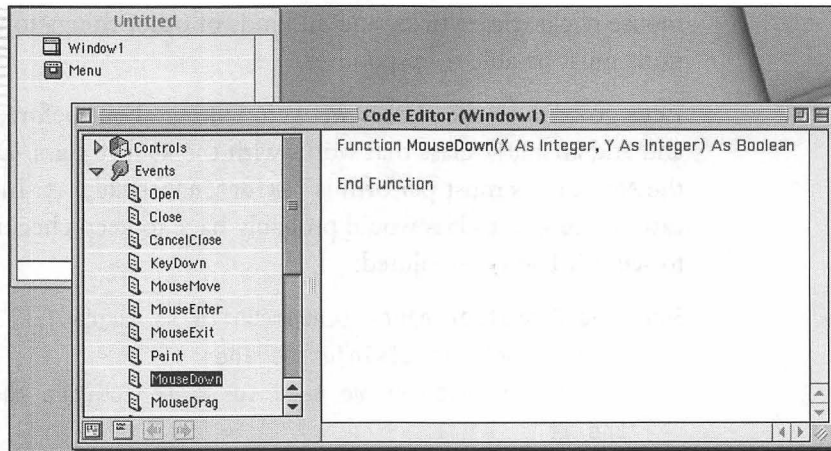 Untitled
Window1
Menu
Code Editor (Window1)
Controls
Events
Open
Close
CancelClose
KeyDown
MouseMove
MouseEnter
MouseExit
Paint
MouseDown
MouseDrag
Function MouseDown(X As Integer, Y As Integer) As Boolean
End Function